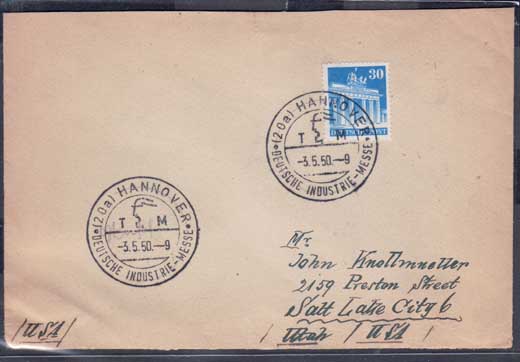 30
DEUTSCHE POST
(20a) HANNOVER
T M
-3.5.50.-9
DEUTSCHE INDUSTRIE-MESSE
(20a) HANNOVER
T M
-3.5.50.-9
DEUTSCHE INDUSTRIE-MESSE
Mr.
John Knollmueller
2159 Preston Street
Salt Lake City 6
/USA/
Utah /USA/